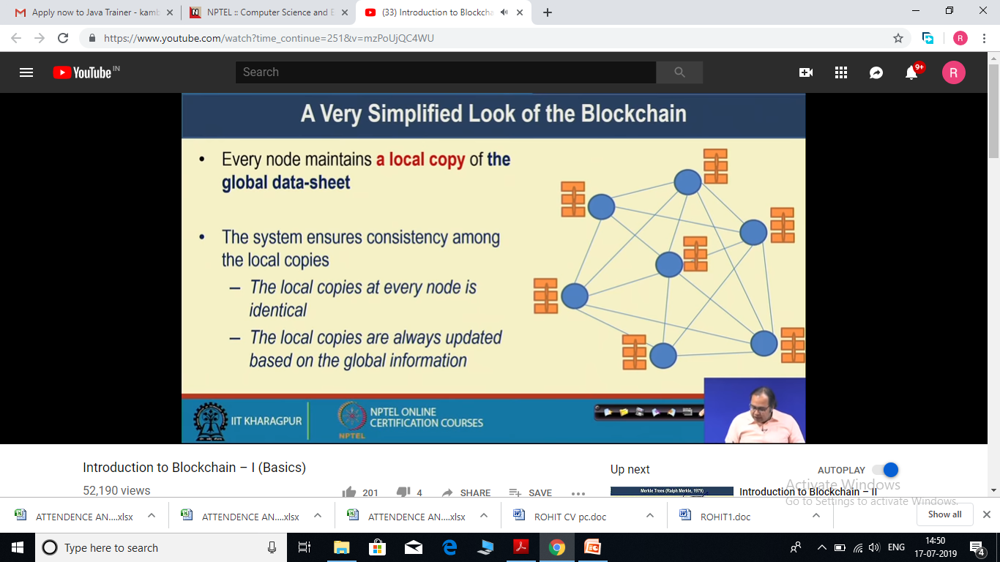 Apply now to Java Trainer - kamb
NPTEL :: Computer Science and E
(33) Introduction to Blockcha
https://www.youtube.com/watch?time_continue=251&v=mzPoUjQC4WU
R
YouTube IN
Search
9+
R
A Very Simplified Look of the Blockchain
• Every node maintains a local copy of the
global data-sheet
• The system ensures consistency among
the local copies
– The local copies at every node is
identical
– The local copies are always updated
based on the global information
IIT KHARAGPUR
NPTEL
NPTEL ONLINE
CERTIFICATION COURSES
Introduction to Blockchain – I (Basics)
52,190 views
201
4
SHARE
SAVE
Up next
AUTOPLAY
Merkle Trees (Ralph Merkle, 1979)
Introduction to Blockchain – II
Activate Windows
Go to Settings to activate Windows.
ATTENDENCE AN....xlsx
ATTENDENCE AN....xlsx
ATTENDENCE AN....xlsx
ROHIT CV pc.doc
ROHIT1.doc
Show all
Type here to search
ENG
14:50
17-07-2019
4